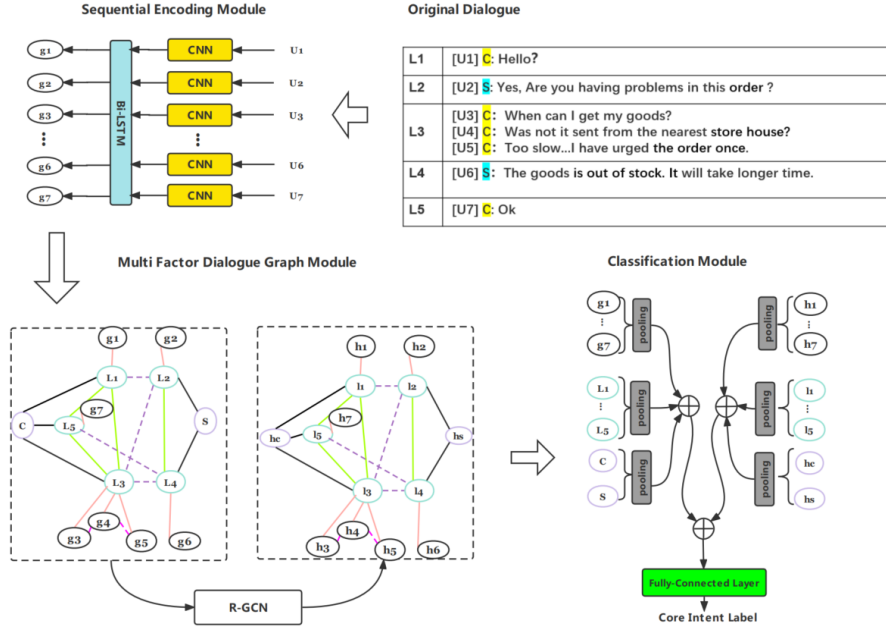 Sequential Encoding Module
Original Dialogue
g1 CNN U1
g2 CNN U2
g3 CNN U3
g6 CNN U6
g7 CNN U7
Bi-LSTM
L1 [U1] C: Hello?
L2 [U2] S: Yes, Are you having problems in this order ?
L3
[U3] C: When can I get my goods?
[U4] C: Was not it sent from the nearest store house?
[U5] C: Too slow...I have urged the order once.
L4 [U6] S: The goods is out of stock. It will take longer time.
L5 [U7] C: Ok
Multi Factor Dialogue Graph Module
Classification Module
g1 g2
L1 L2
g7
C L5 S
L3 L4
g3 g4 g5 g6
h1 h2
l1 l2
h7
hc l5 hs
l3 l4
h3 h4 h5 h6
R-GCN
g1 pooling
g7
L1 pooling
L5
C pooling
S
pooling h1
h7
pooling l1
l5
pooling hc
hs
Fully-Connected Layer
Core Intent Label